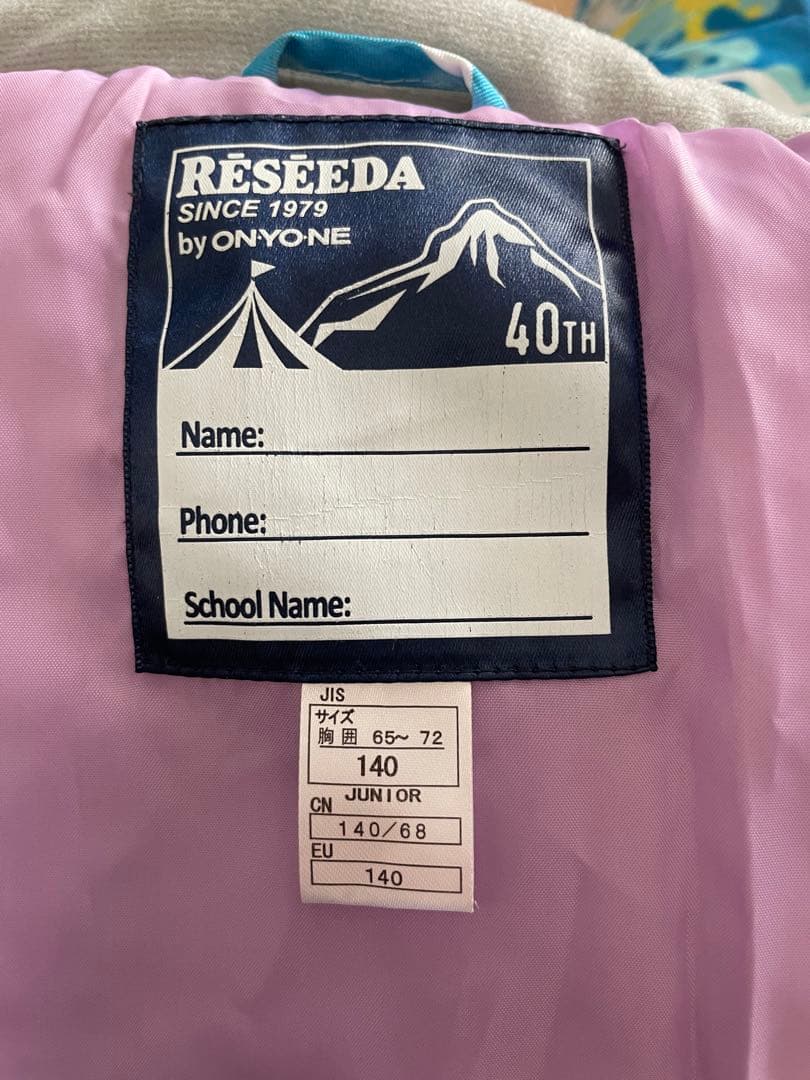 RĒSĒEDA
SINCE 1979
by ON·YO·NE
40TH
Name:
Phone:
School Name:
JIS
サイズ
胸囲 65~ 72
140
JUNIOR
CN
140/68
EU
140